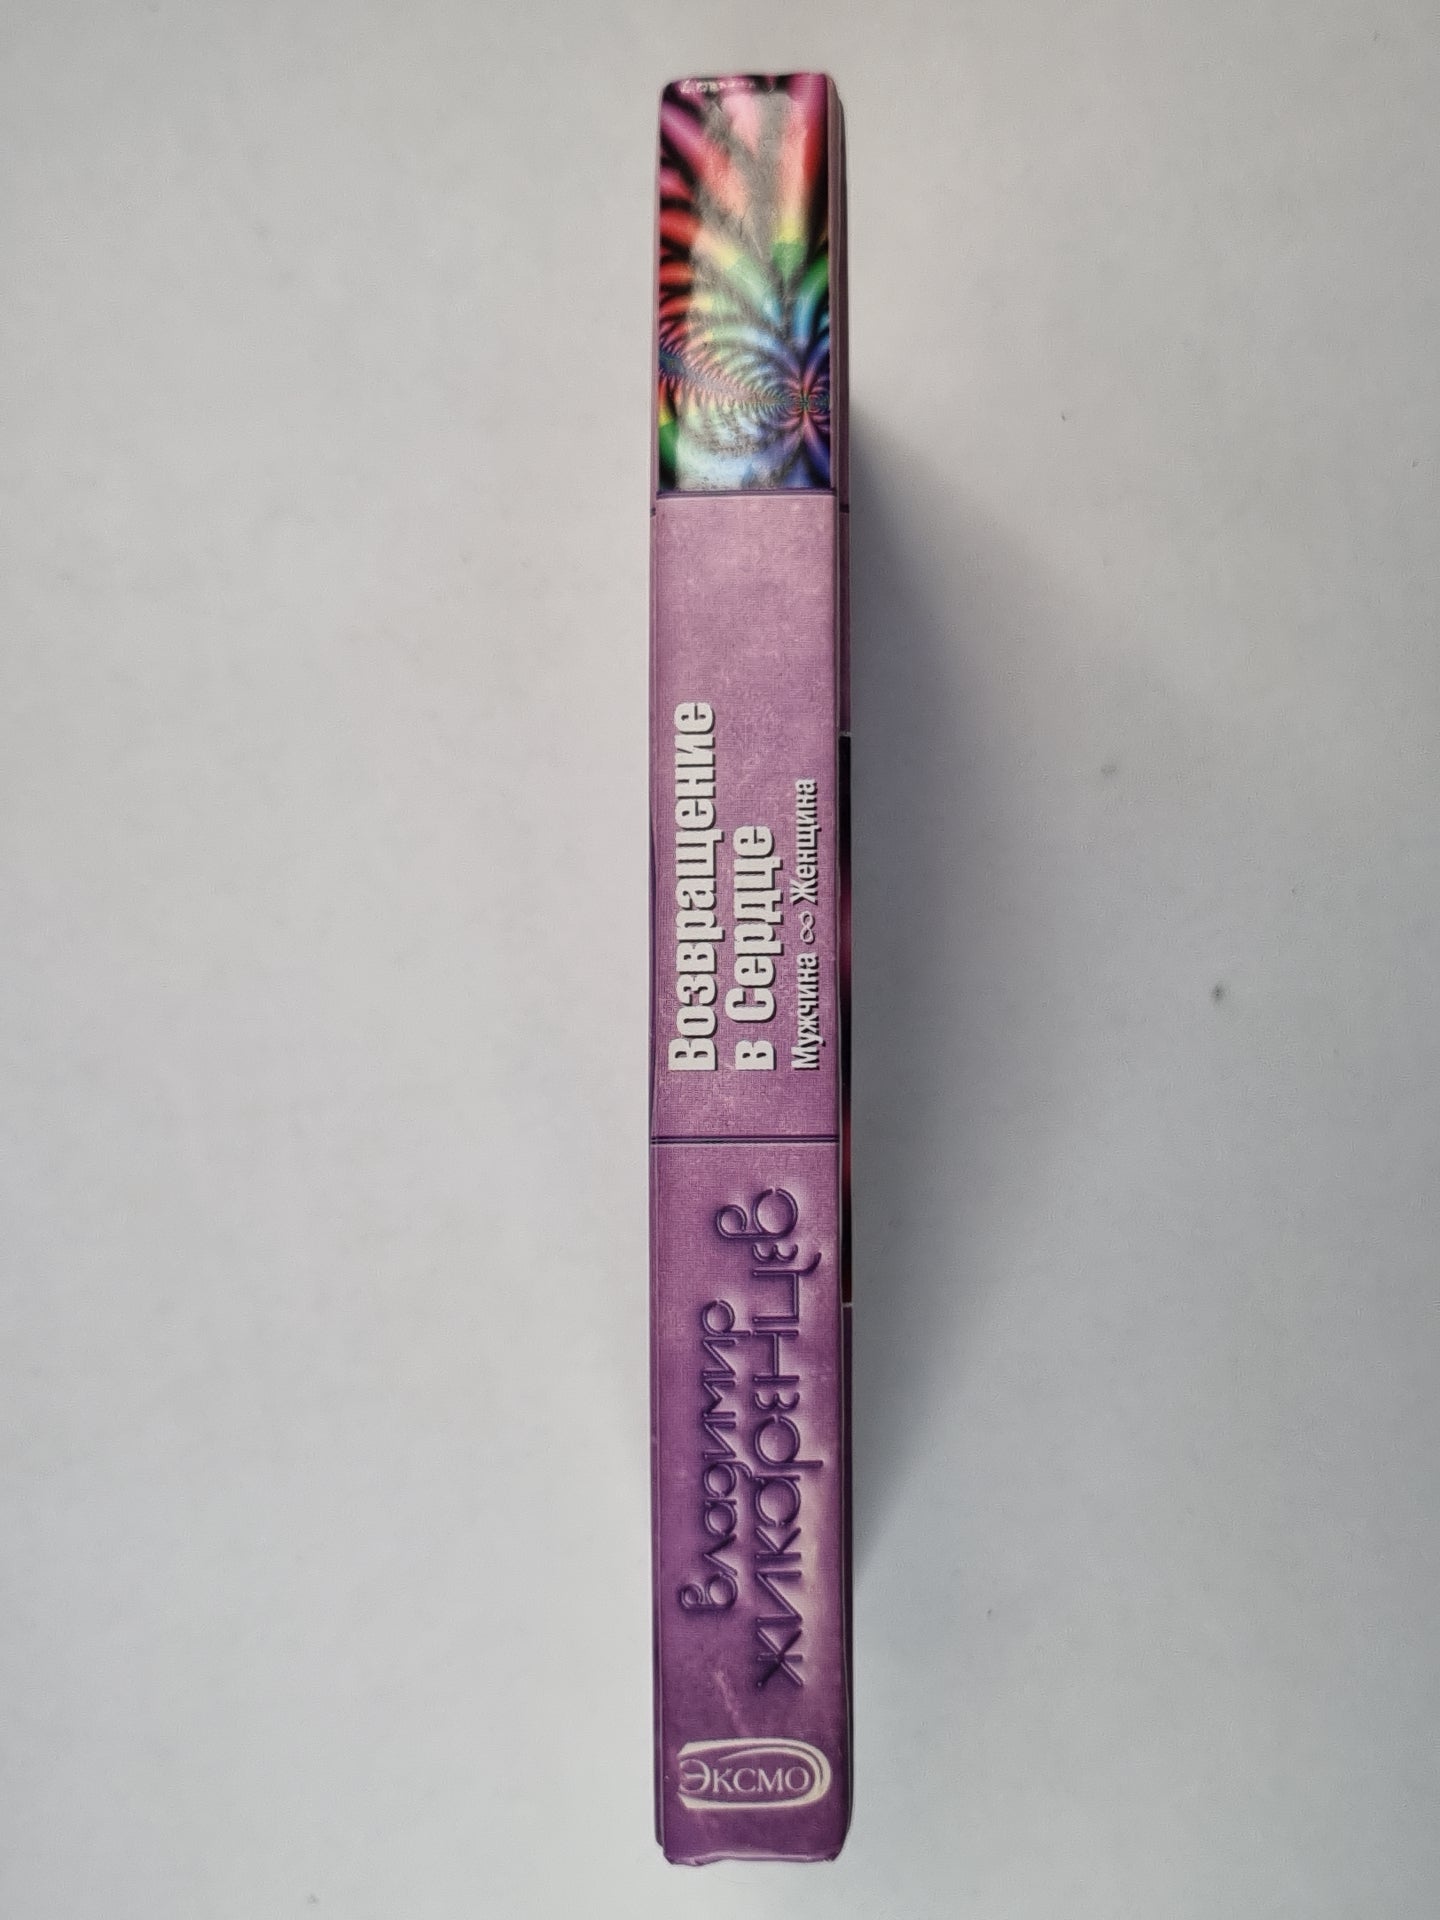 Владимир
Жикаренцев
Возвращение
в Сердце
Мужчина ∞ Женщина
ЭКСМО